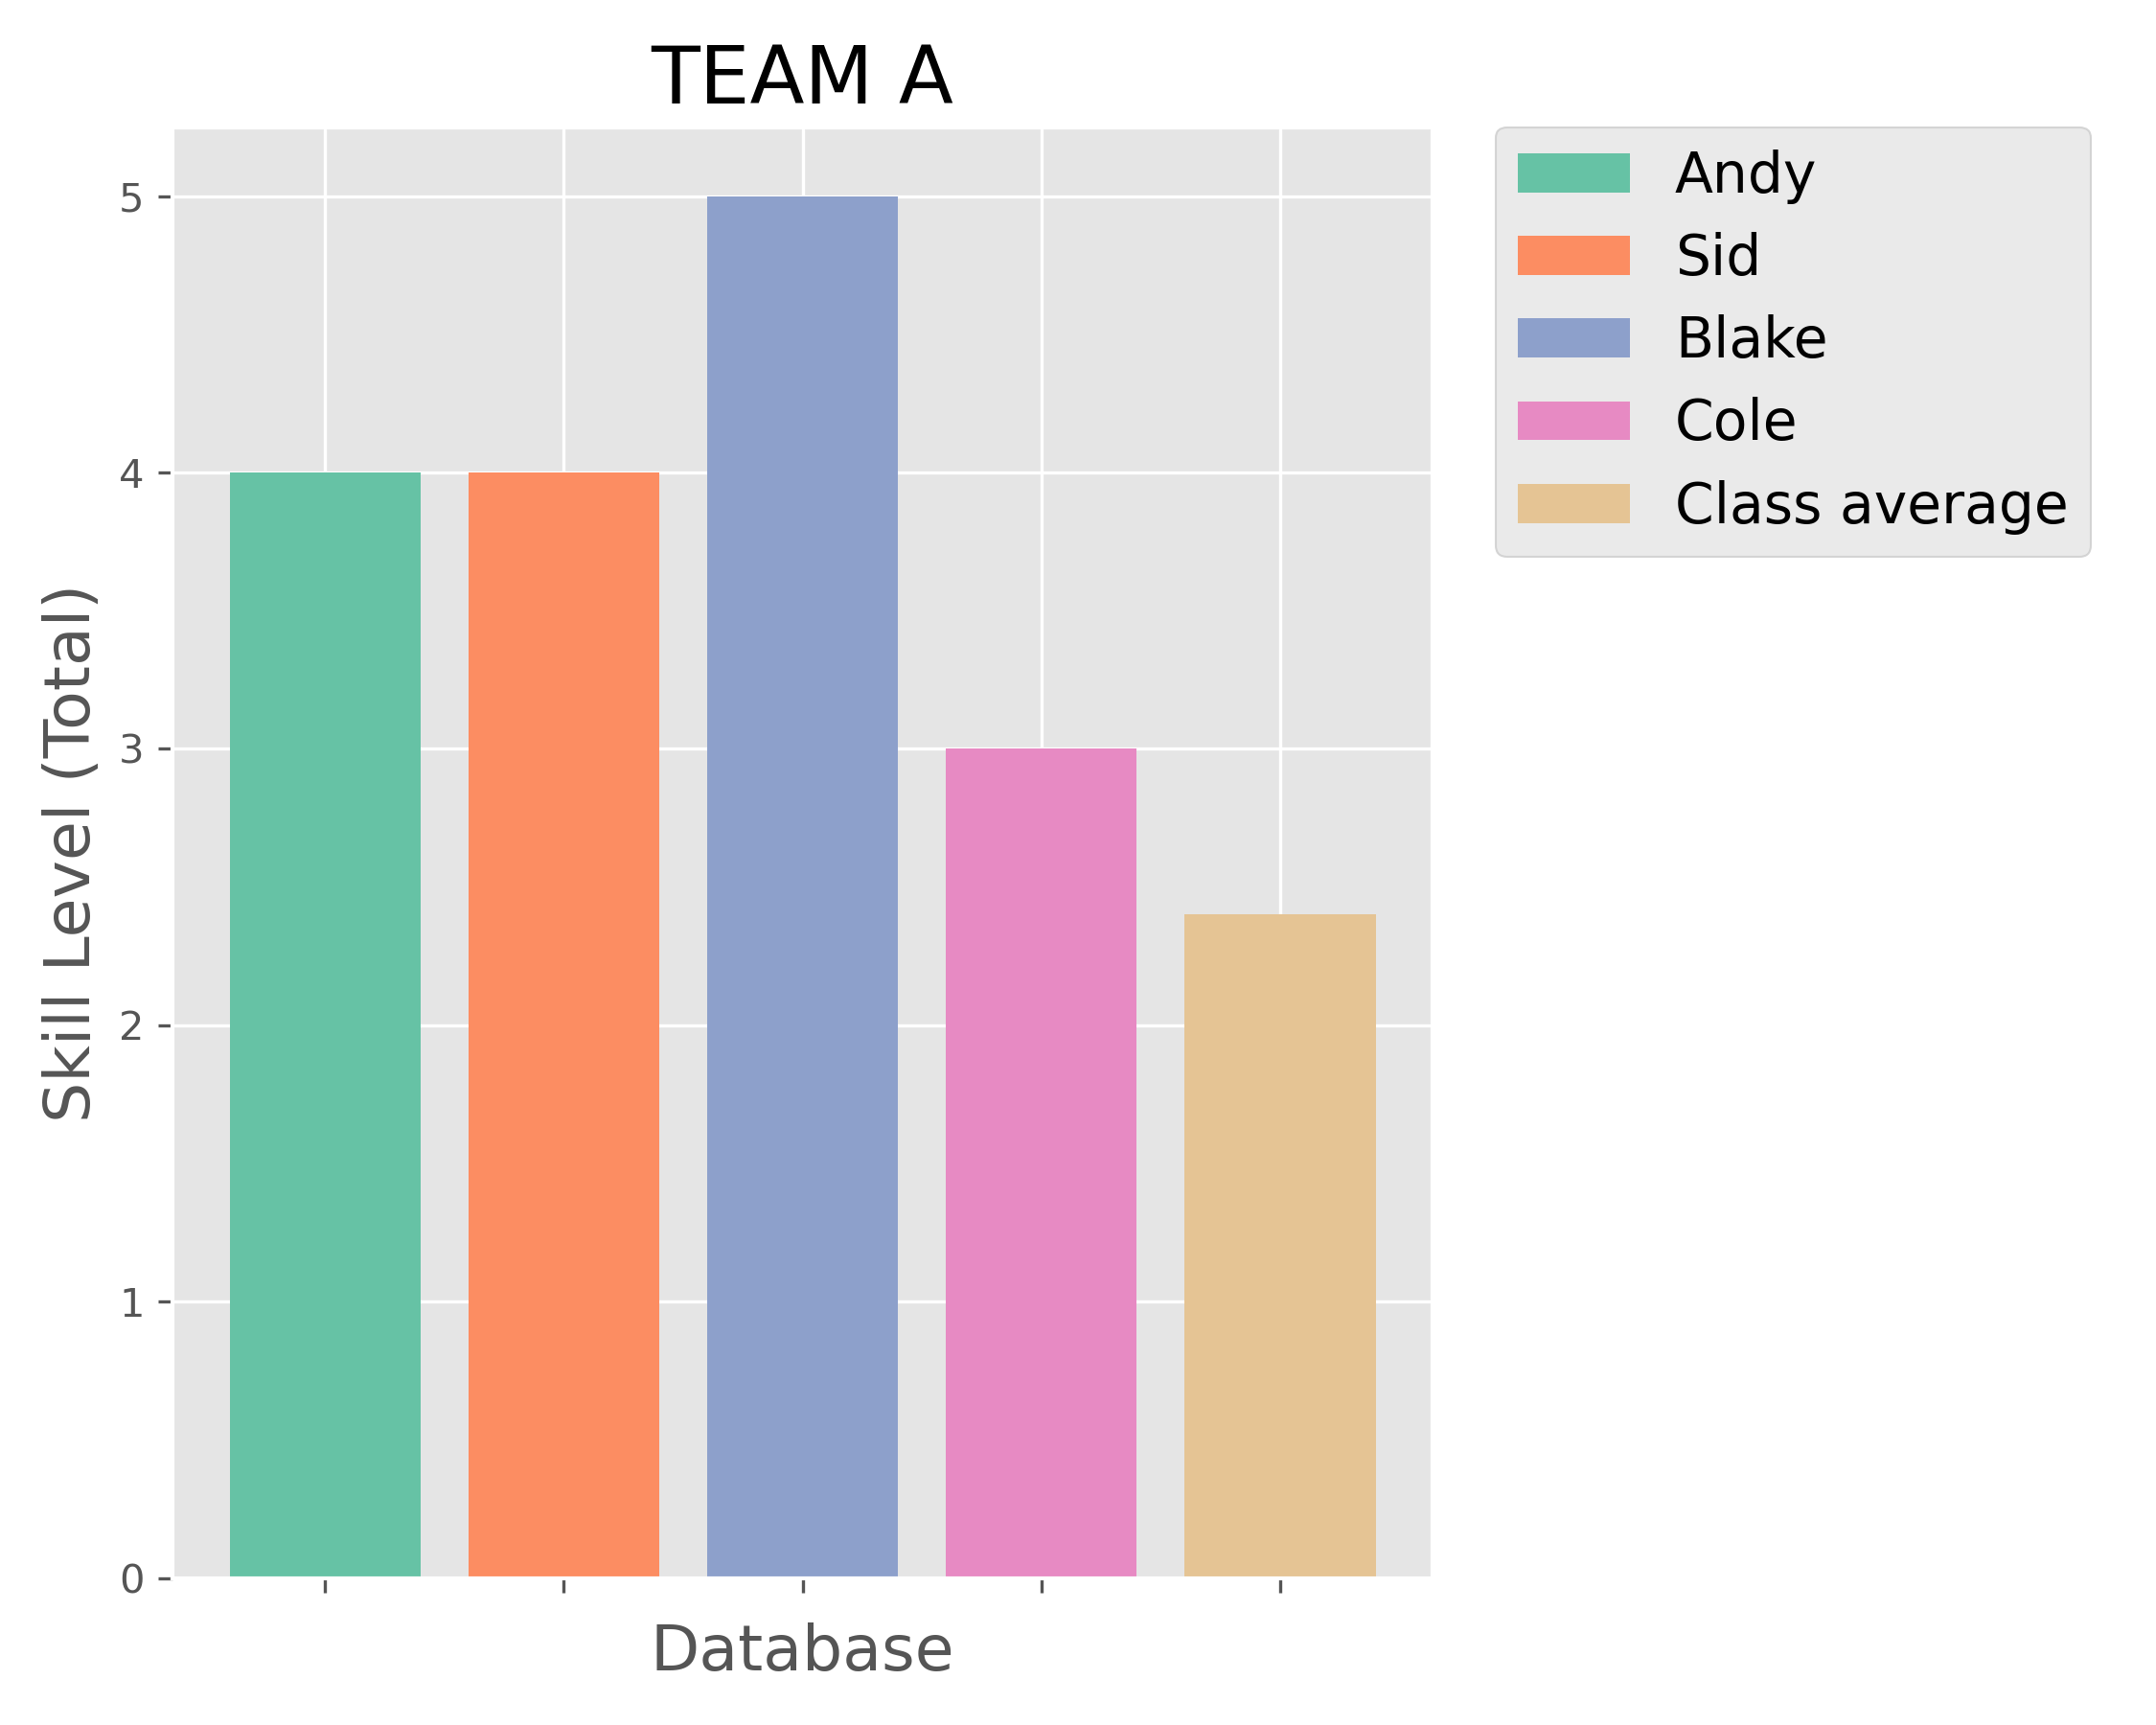 TEAM A
Andy
Sid
Blake
Cole
Class average
5
4
3
2
1
0
Skill Level (Total)
Database